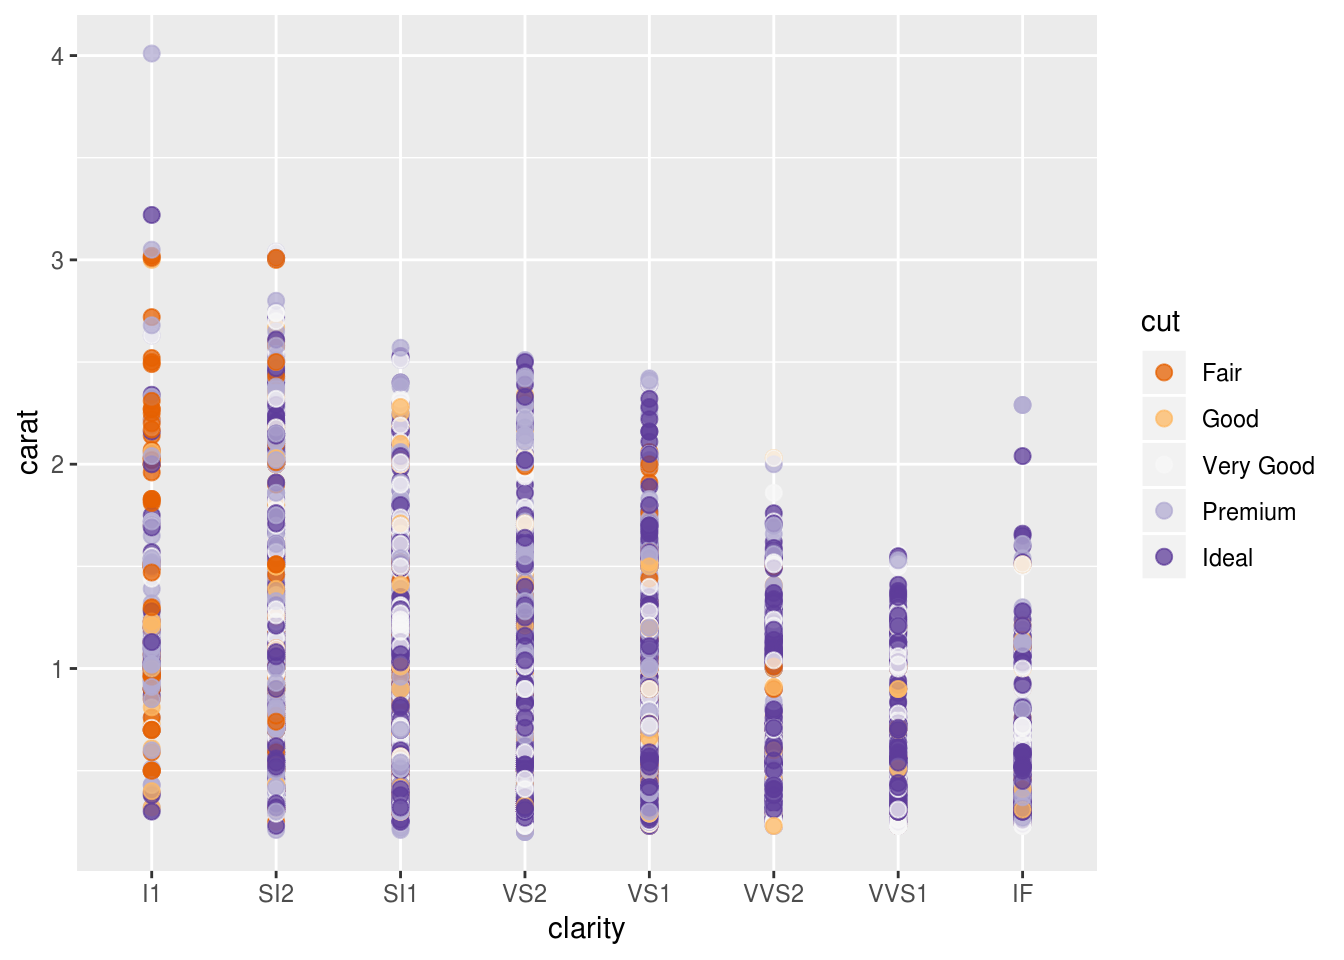 4
3
2
1
carat
I1 SI2 SI1 VS2 VS1 VVS2 VVS1 IF
clarity
cut
Fair
Good
Very Good
Premium
Ideal